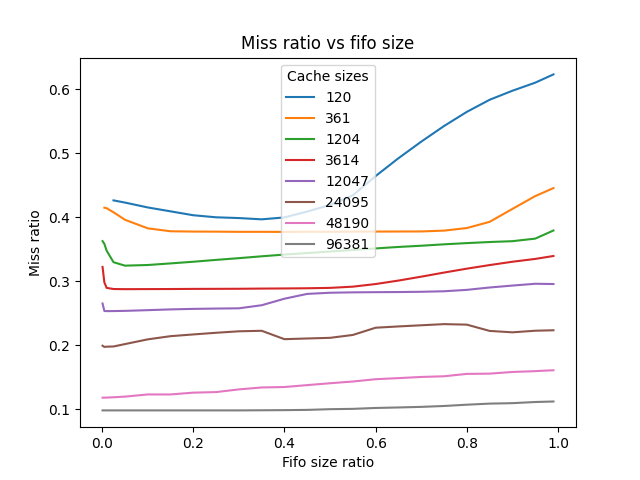 Miss ratio vs fifo size
Cache sizes
120
361
1204
3614
12047
24095
48190
96381
Miss ratio
0.6
0.5
0.4
0.3
0.2
0.1
0.0 0.2 0.4 0.6 0.8 1.0
Fifo size ratio